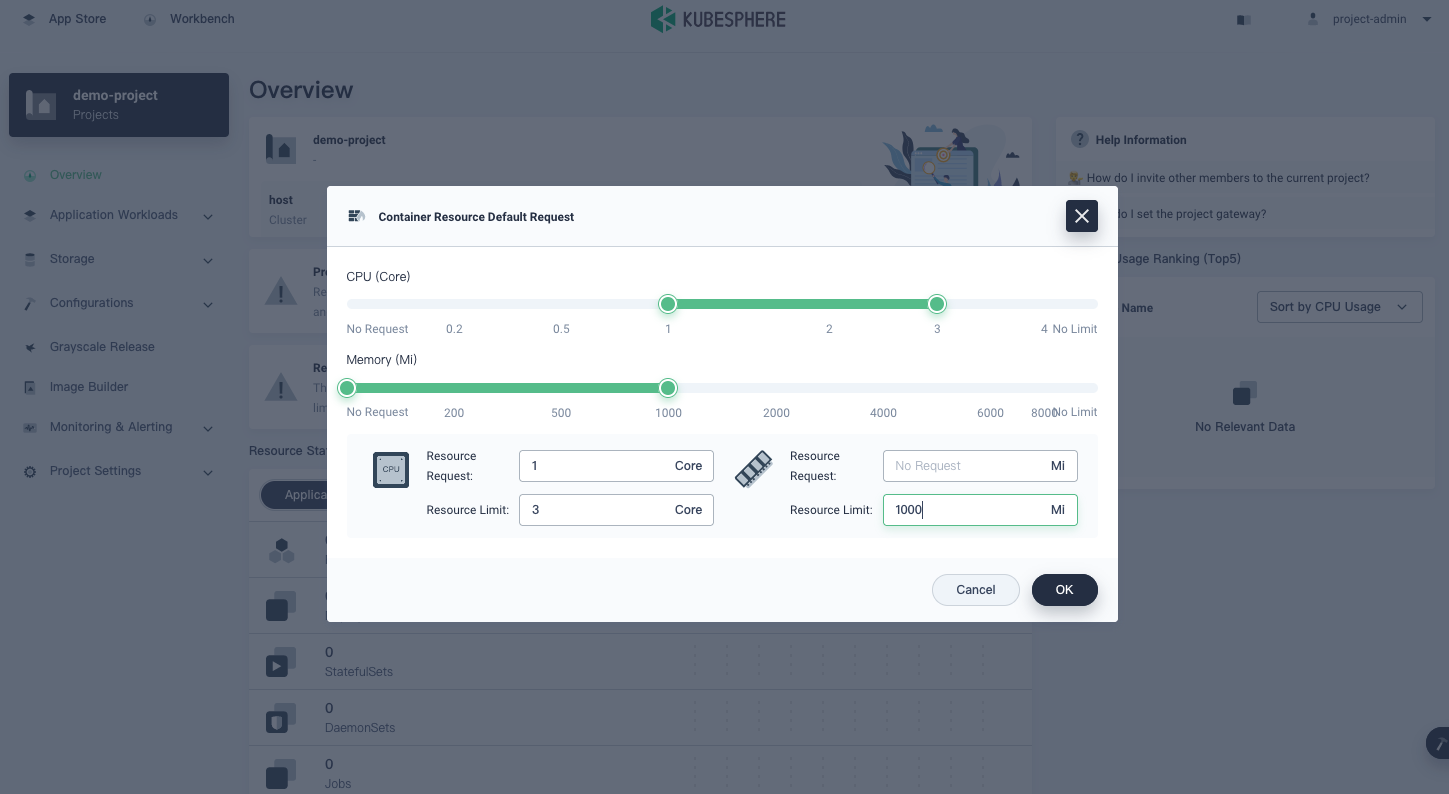 App Store
Workbench
KUBESPHERE
project-admin
demo-project
Projects
Overview
Application Workloads
Storage
Configurations
Grayscale Release
Image Builder
Monitoring & Alerting
Project Settings
Overview
demo-project
-
host
Cluster
Help Information
How do I invite other members to the current project?
do I set the project gateway?
Usage Ranking (Top5)
Name
Sort by CPU Usage
No Relevant Data
Resource Sta
Applica
0
StatefulSets
0
DaemonSets
0
Jobs
Container Resource Default Request
CPU (Core)
No Request 0.2 0.5 1 2 3 4 No Limit
Memory (Mi)
No Request 200 500 1000 2000 4000 6000 8000 No Limit
CPU
Resource
Request:
1 Core
Resource Limit:
3 Core
Resource
Request:
No Request Mi
Resource Limit:
1000 Mi
Cancel
OK